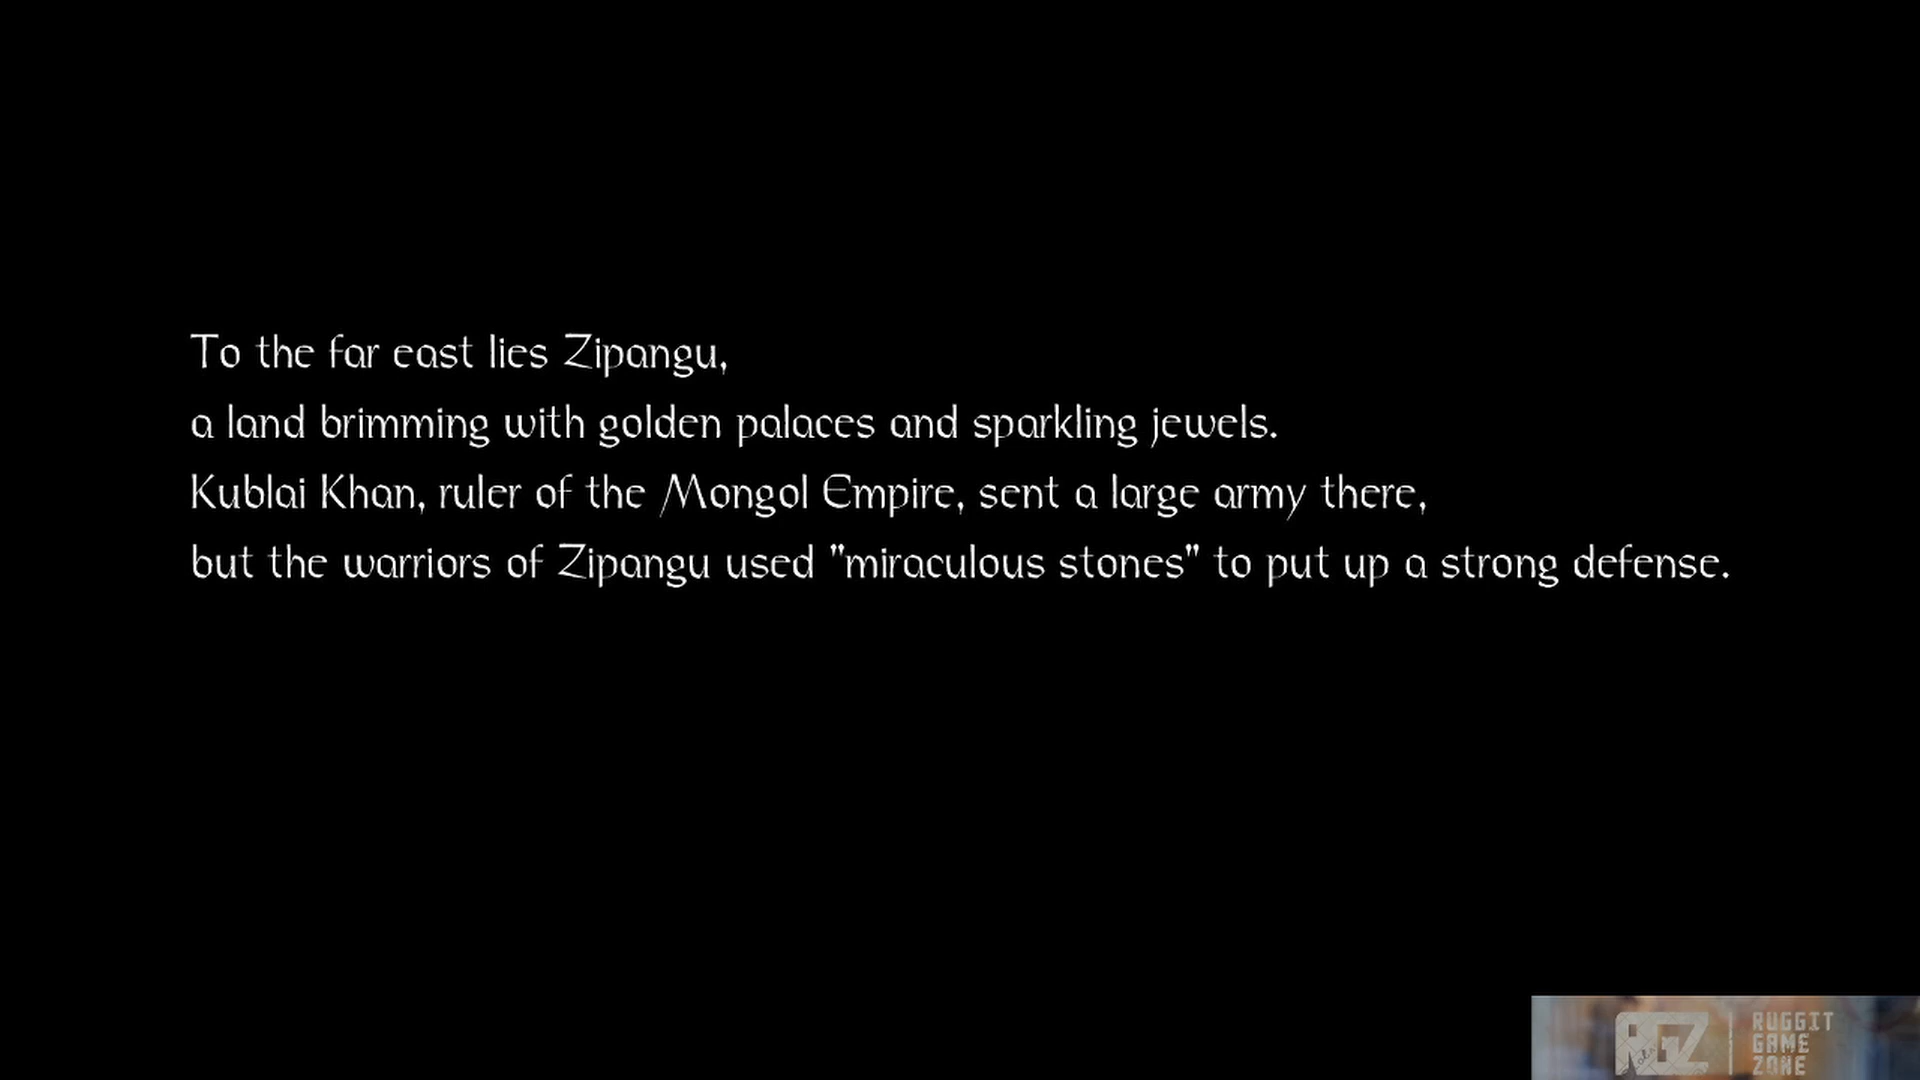 To the far east lies Zipangu,
a land brimming with golden palaces and sparkling jewels.
Kublai Khan, ruler of the Mongol Empire, sent a large army there,
but the warriors of Zipangu used "miraculous stones" to put up a strong defense.
RGZ
RUGGIT
GAME
ZONE